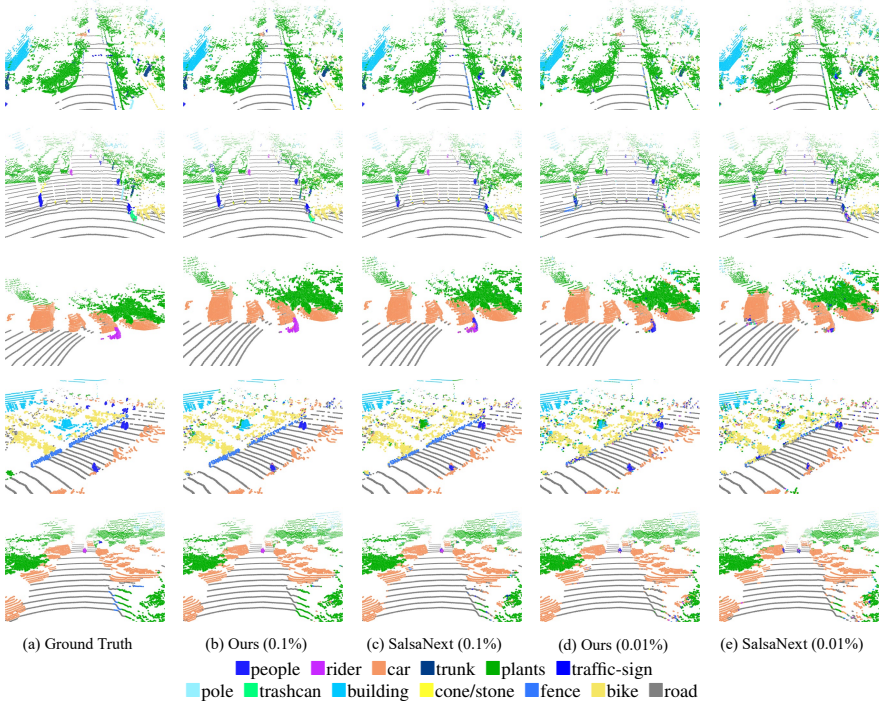 (a) Ground Truth (b) Ours (0.1%) (c) SalsaNext (0.1%) (d) Ours (0.01%) (e) SalsaNext (0.01%)
people rider car trunk plants traffic-sign
pole trashcan building cone/stone fence bike road